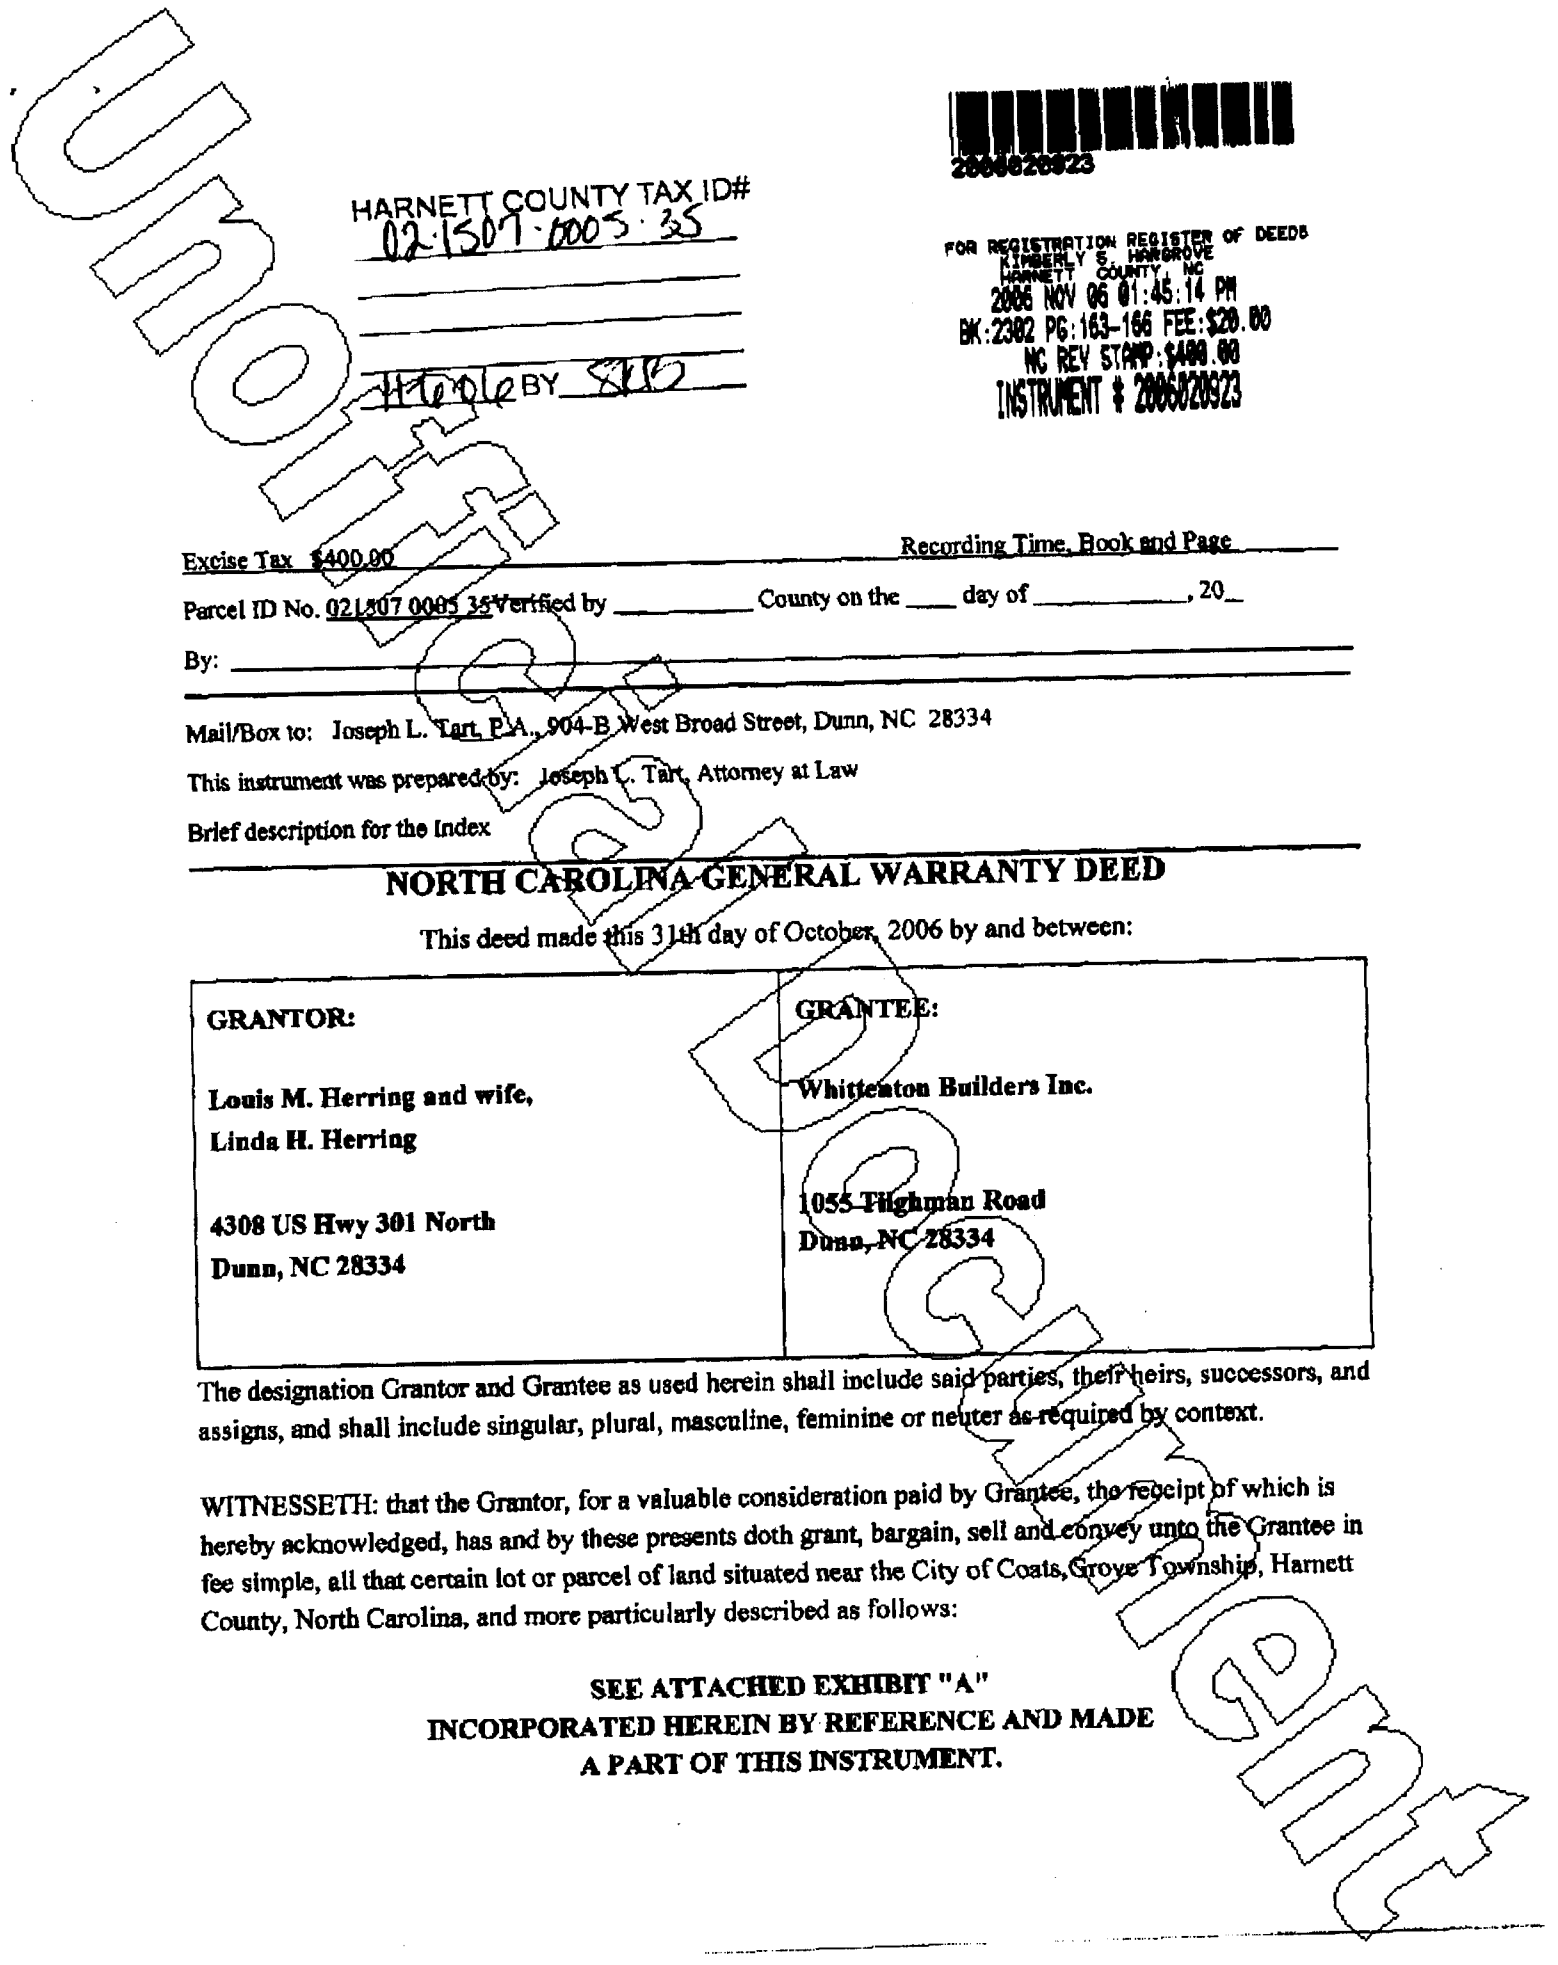 2006020923
HARNETT COUNTY TAX ID#
02-1507-0005-35
FOR REGISTRATION REGISTER OF DEEDS
KIMBERLY S. HARGROVE
HARNETT COUNTY, NC
2006 NOV 06 01:45:14 PM
BK:2302 PG:163-166 FEE:$20.00
NC REV STAMP:$400.00
INSTRUMENT # 2006020923
11-6-06 BY SKB
Excise Tax $400.00 Recording Time, Book and Page
Parcel ID No. 021507 0005 35 Verified by ____________ County on the ____ day of ____________, 20__
By:
Mail/Box to: Joseph L. Tart, P.A., 904-B West Broad Street, Dunn, NC 28334
This instrument was prepared by: Joseph L. Tart, Attorney at Law
Brief description for the Index
NORTH CAROLINA GENERAL WARRANTY DEED
This deed made this 31th day of October, 2006 by and between:
GRANTOR:
Louis M. Herring and wife,
Linda H. Herring
4308 US Hwy 301 North
Dunn, NC 28334
GRANTEE:
Whittenton Builders Inc.
1055 Tilghman Road
Dunn, NC 28334
The designation Grantor and Grantee as used herein shall include said parties, their heirs, successors, and
assigns, and shall include singular, plural, masculine, feminine or neuter as required by context.
WITNESSETH: that the Grantor, for a valuable consideration paid by Grantee, the receipt of which is
hereby acknowledged, has and by these presents doth grant, bargain, sell and convey unto the Grantee in
fee simple, all that certain lot or parcel of land situated near the City of Coats, Grove Township, Harnett
County, North Carolina, and more particularly described as follows:
SEE ATTACHED EXHIBIT "A"
INCORPORATED HEREIN BY REFERENCE AND MADE
A PART OF THIS INSTRUMENT.
Unofficial Document